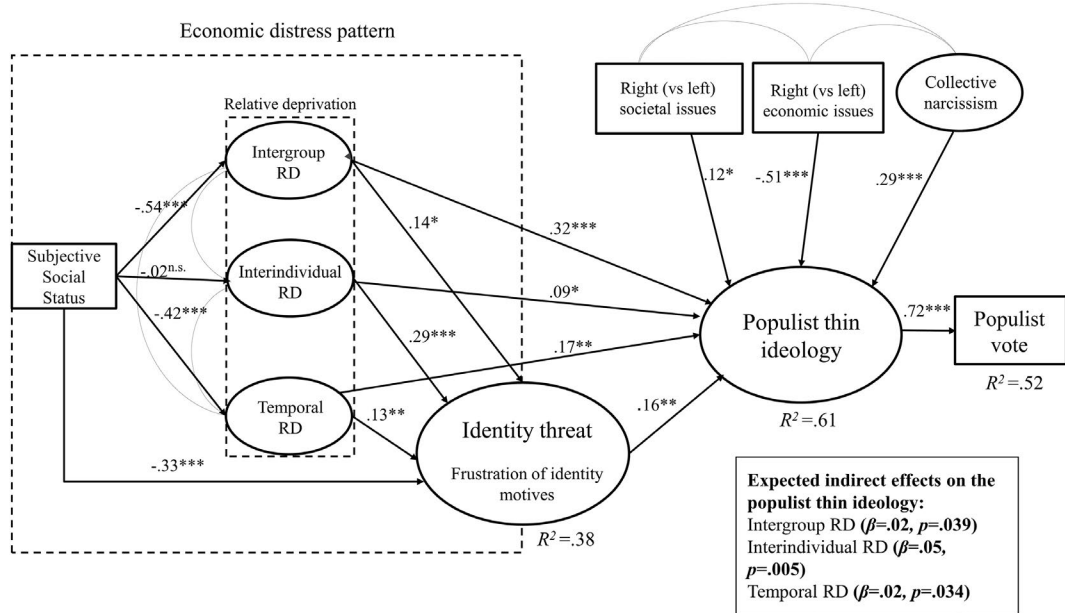 Economic distress pattern
Relative deprivation
Intergroup
RD
Interindividual
RD
Temporal
RD
Subjective
Social
Status
-.54***
-.02n.s.
-.42***
-.33***
.14*
.29***
.13**
.32***
.09*
.17**
.16**
Identity threat
Frustration of identity
motives
R²=.38
Right (vs left)
societal issues
Right (vs left)
economic issues
Collective
narcissism
.12*
-.51***
.29***
Populist thin
ideology
R²=.61
.72***
Populist
vote
R²=.52
Expected indirect effects on the
populist thin ideology:
Intergroup RD (β=.02, p=.039)
Interindividual RD (β=.05,
p=.005)
Temporal RD (β=.02, p=.034)